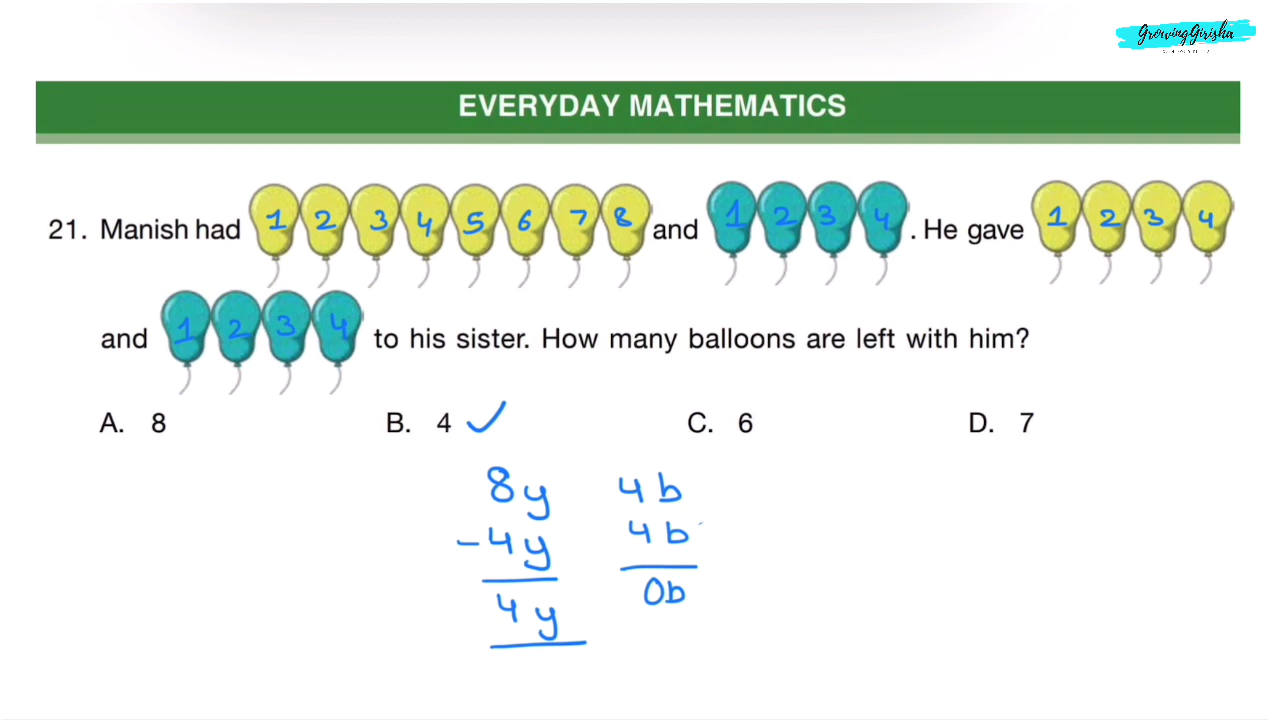 GrowingGirisha
EVERYDAY MATHEMATICS
21. Manish had 1 2 3 4 5 6 7 8 and 1 2 3 4 . He gave 1 2 3 4
and 1 2 3 4 to his sister. How many balloons are left with him?
A. 8 B. 4 ✓ C. 6 D. 7
8y 4b
-4y 4b
4y 0b